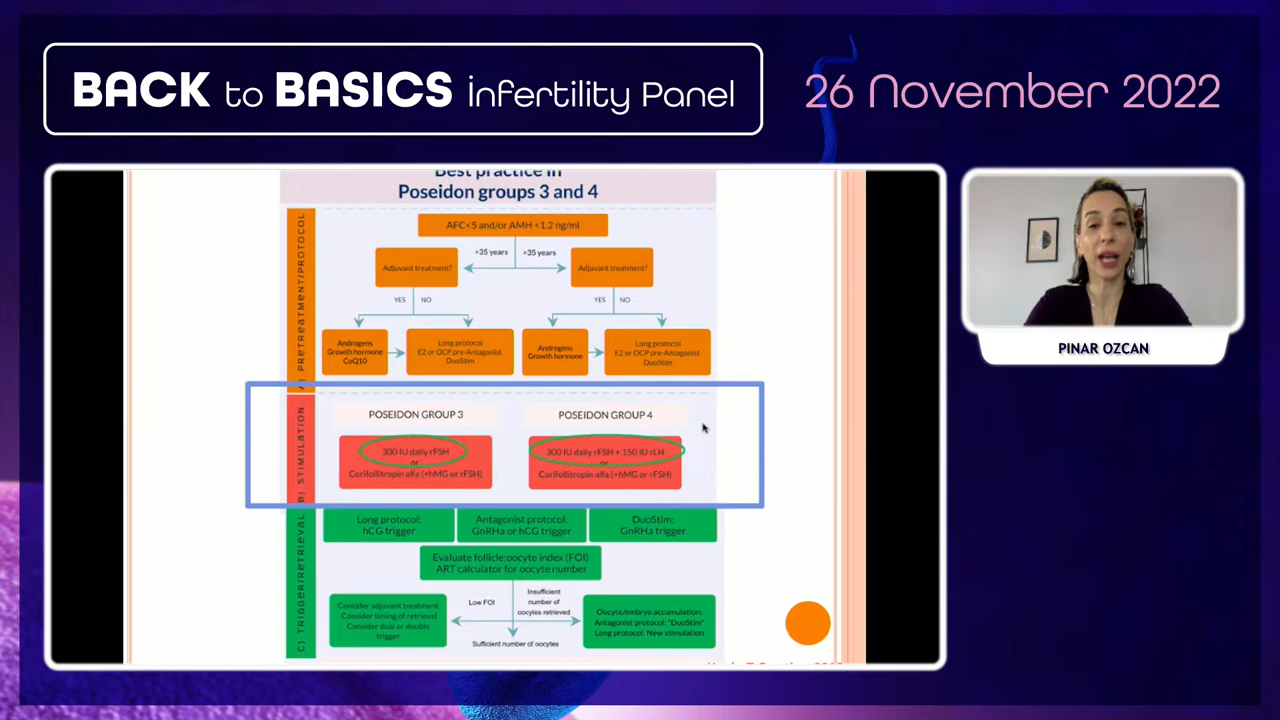 BACK to BASICS infertility Panel
26 November 2022
Best practice in
Poseidon groups 3 and 4
A) PRETREATMENT/PROTOCOL
AFC<5 and/or AMH <1.2 ng/ml
<35 years
>35 years
Adjuvant treatment?
Adjuvant treatment?
YES
NO
YES
NO
Androgens
Growth hormone
CoQ10
Long protocol
E2 or OCP pre-Antagonist
DuoStim
Androgens
Growth hormone
Long protocol
E2 or OCP pre-Antagonist
DuoStim
B) STIMULATION
POSEIDON GROUP 3
POSEIDON GROUP 4
300 IU daily rFSH
or
Corifollitropin alfa (+hMG or rFSH)
300 IU daily rFSH + 150 IU rLH
or
Corifollitropin alfa (+hMG or rFSH)
C) TRIGGER/RETRIEVAL
Long protocol:
hCG trigger
Antagonist protocol:
GnRHa or hCG trigger
DuoStim:
GnRHa trigger
Evaluate follicle:oocyte index (FOI)
ART calculator for oocyte number
Low FOI
Insufficient
number of
oocytes retrieved
Consider adjuvant treatment
Consider timing of retrieval
Consider dual or double
trigger
Oocyte/embryo accumulation:
Antagonist protocol: "DuoStim"
Long protocol: New stimulation
Sufficient number of oocytes
PINAR OZCAN